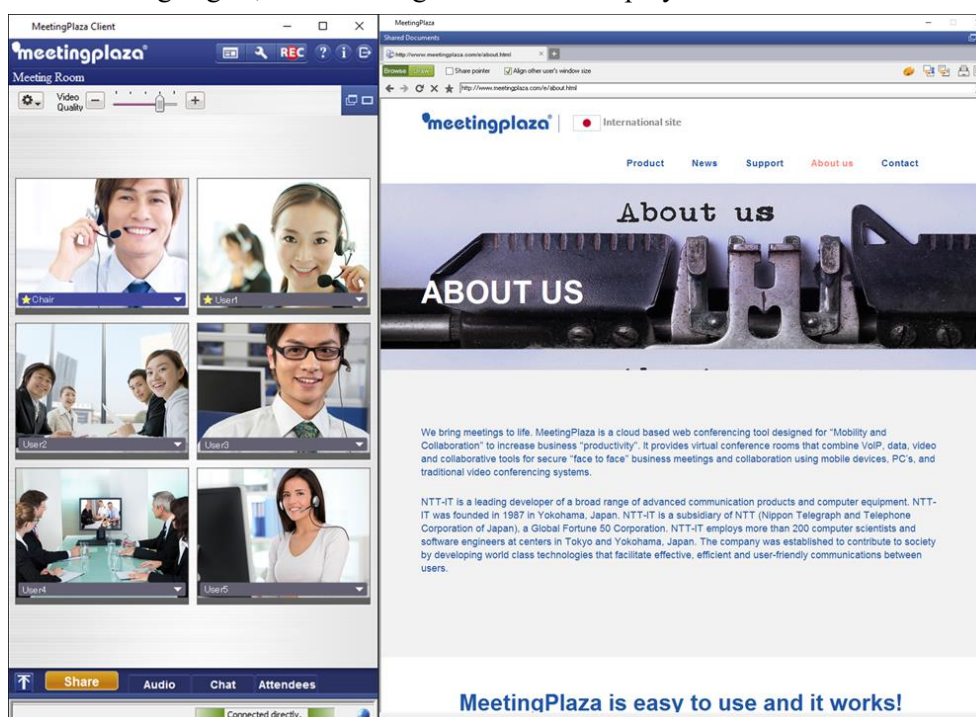 MeetingPlaza Client
meetingplaza
REC
Meeting Room
Video
Quality
Chair
User1
User2
User3
User4
User5
Share
Audio
Chat
Attendees
Connected directly.
MeetingPlaza
Shared Documents
http://www.meetingplaza.com/e/about.html
Browse
Share pointer
Align other user's window size
http://www.meetingplaza.com/e/about.html
meetingplaza
International site
Product
News
Support
About us
Contact
About us
ABOUT US
We bring meetings to life. MeetingPlaza is a cloud based web conferencing tool designed for “Mobility and
Collaboration” to increase business “productivity”. It provides virtual conference rooms that combine VoIP, data, video
and collaborative tools for secure “face to face” business meetings and collaboration using mobile devices, PC's, and
traditional video conferencing systems.
NTT-IT is a leading developer of a broad range of advanced communication products and computer equipment. NTT-
IT was founded in 1987 in Yokohama, Japan. NTT-IT is a subsidiary of NTT (Nippon Telegraph and Telephone
Corporation of Japan), a Global Fortune 50 Corporation. NTT-IT employs more than 200 computer scientists and
software engineers at centers in Tokyo and Yokohama, Japan. The company was established to contribute to society
by developing world class technologies that facilitate effective, efficient and user-friendly communications between
users.
MeetingPlaza is easy to use and it works!